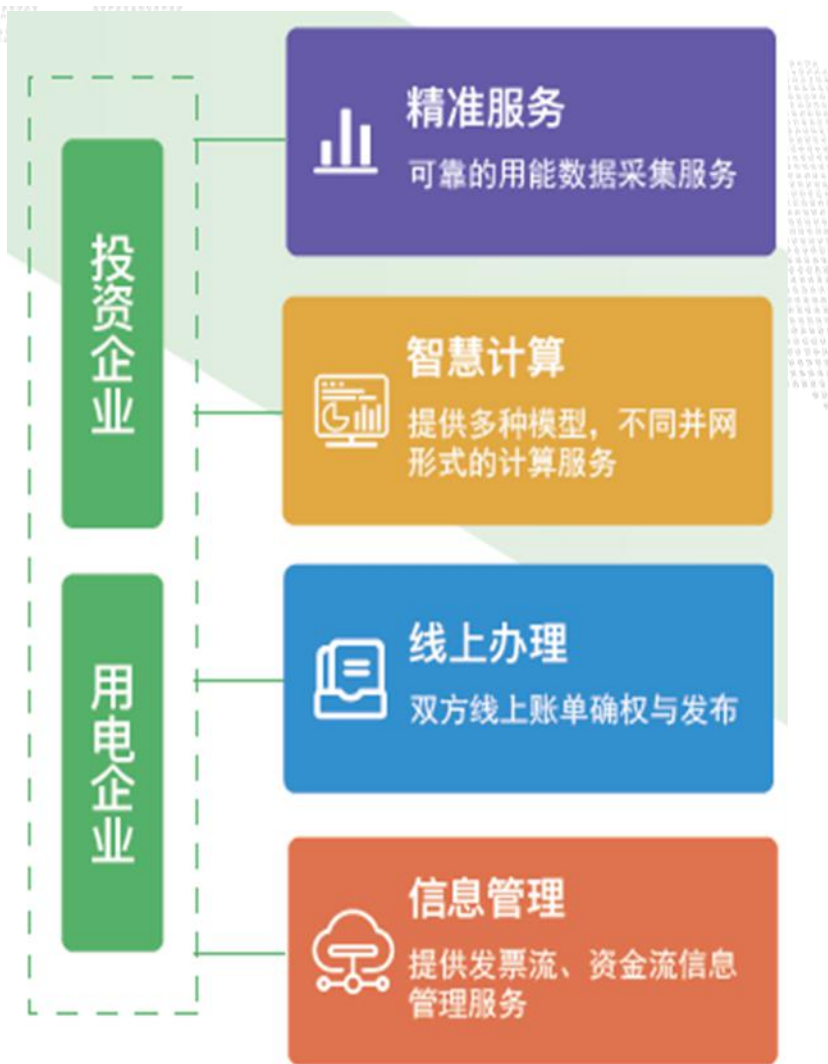 投资企业
用电企业
精准服务
可靠的用能数据采集服务
智慧计算
提供多种模型，不同并网
形式的计算服务
线上办理
双方线上账单确权与发布
信息管理
提供发票流、资金流信息
管理服务